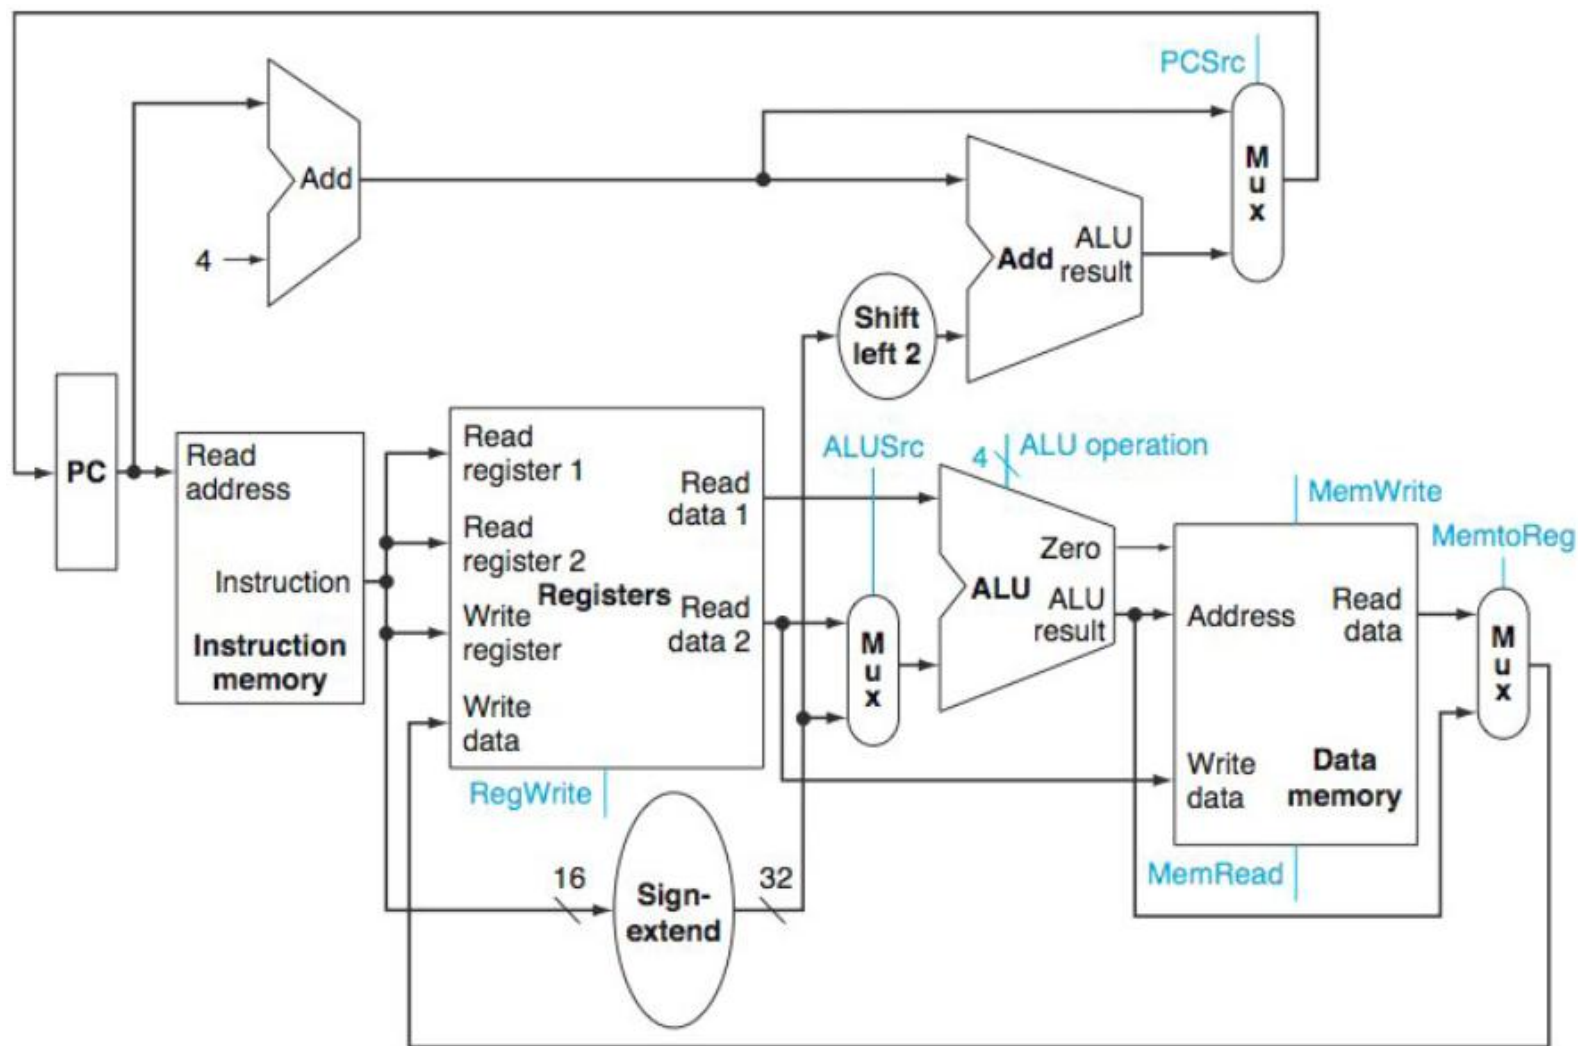 PCSrc
M
u
x
Add
ALU
result
Add
4
Shift
left 2
PC
Read
address
Instruction
Instruction
memory
Read
register 1
Read
register 2
Write
register
Write
data
Registers
Read
data 1
Read
data 2
RegWrite
ALUSrc
M
u
x
4
ALU operation
Zero
ALU
ALU
result
MemWrite
Address
Read
data
Write
data
Data
memory
MemRead
MemtoReg
M
u
x
16
Sign-
extend
32